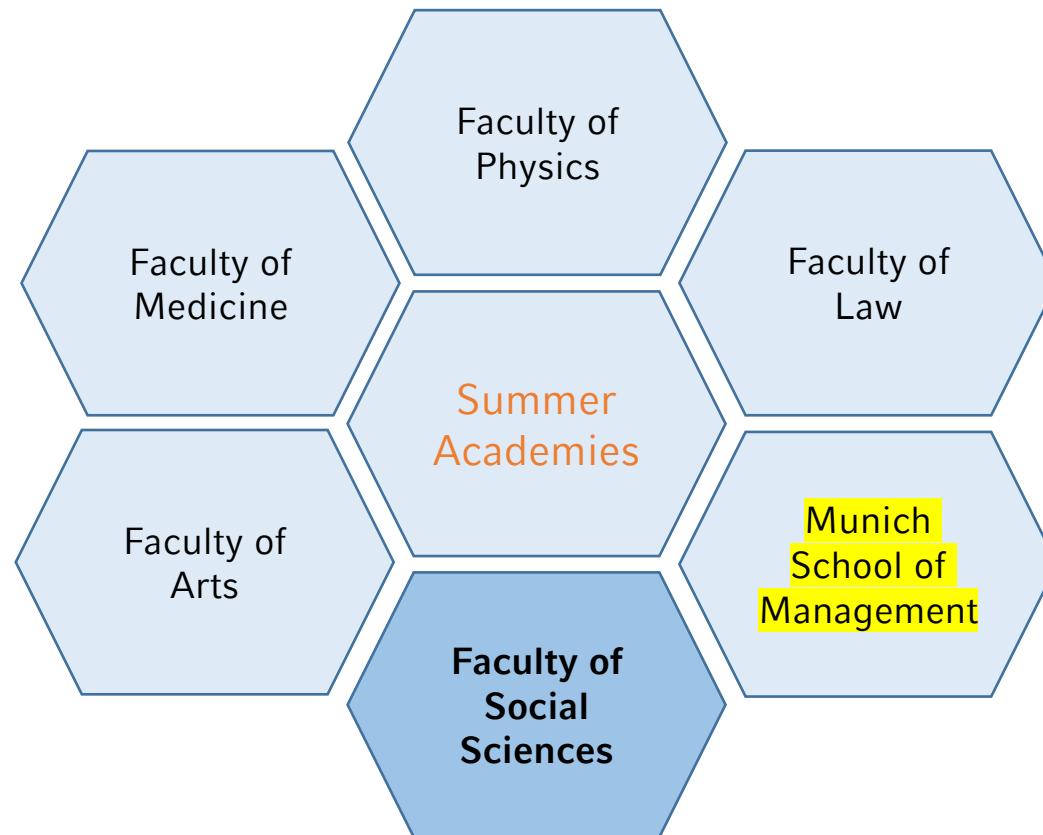 Faculty of
Physics
Faculty of
Medicine
Faculty of
Law
Summer
Academies
Faculty of
Arts
Munich
School of
Management
Faculty of
Social
Sciences